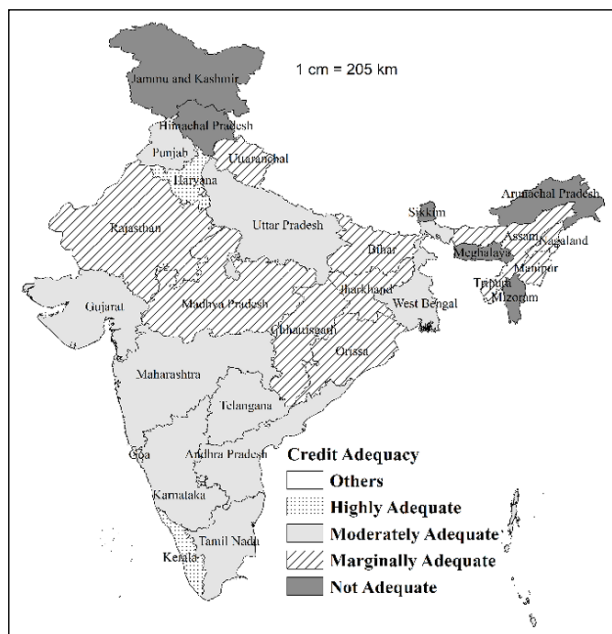 1 cm = 205 km
Jammu and Kashmir
Himachal Pradesh
Punjab
Uttaranchal
Haryana
Arunachal Pradesh
Sikkim
Rajasthan
Uttar Pradesh
Assam
Nagaland
Bihar
Meghalaya
Manipur
Tripura
Mizoram
Jharkhand
Gujarat
Madhya Pradesh
West Bengal
Chhattisgarh
Orissa
Maharashtra
Telangana
Goa
Andhra Pradesh
Karnataka
Tamil Nadu
Kerala
Credit Adequacy
Others
Highly Adequate
Moderately Adequate
Marginally Adequate
Not Adequate